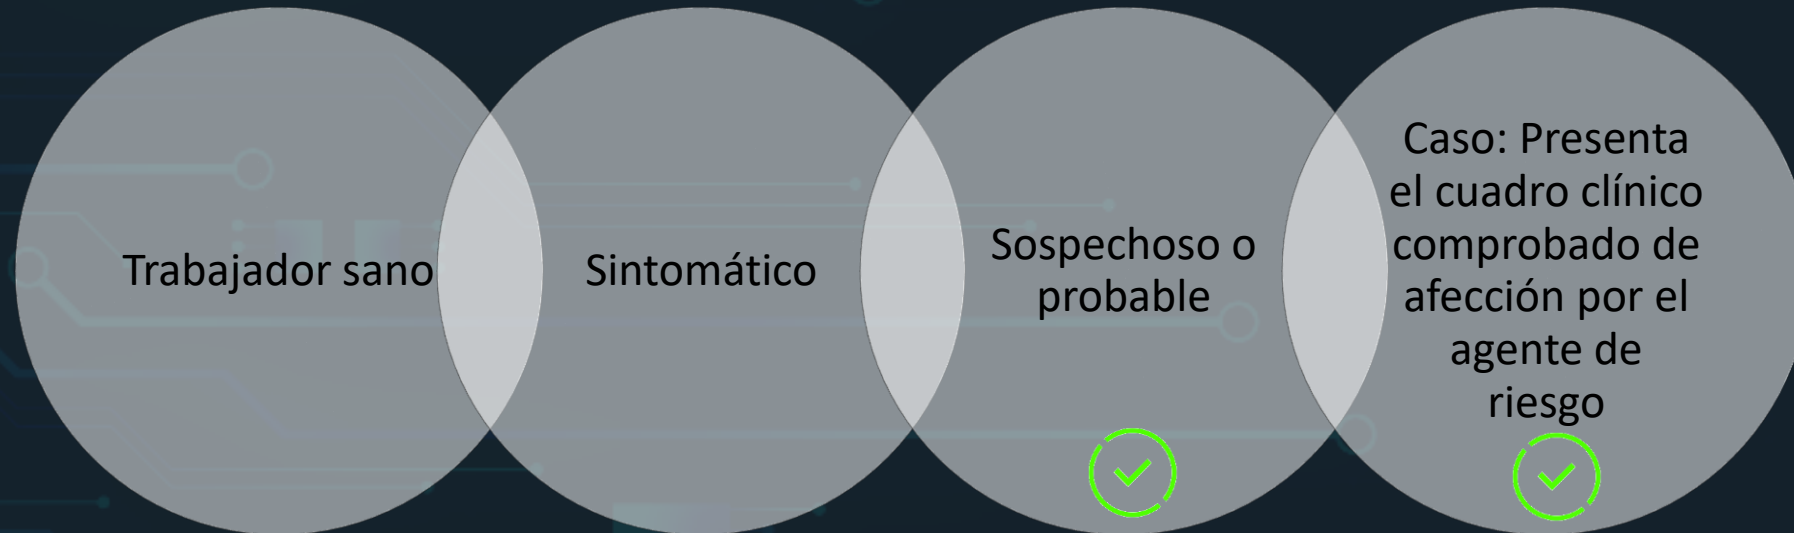 Trabajador sano
Sintomático
Sospechoso o
probable
Caso: Presenta
el cuadro clínico
comprobado de
afección por el
agente de
riesgo